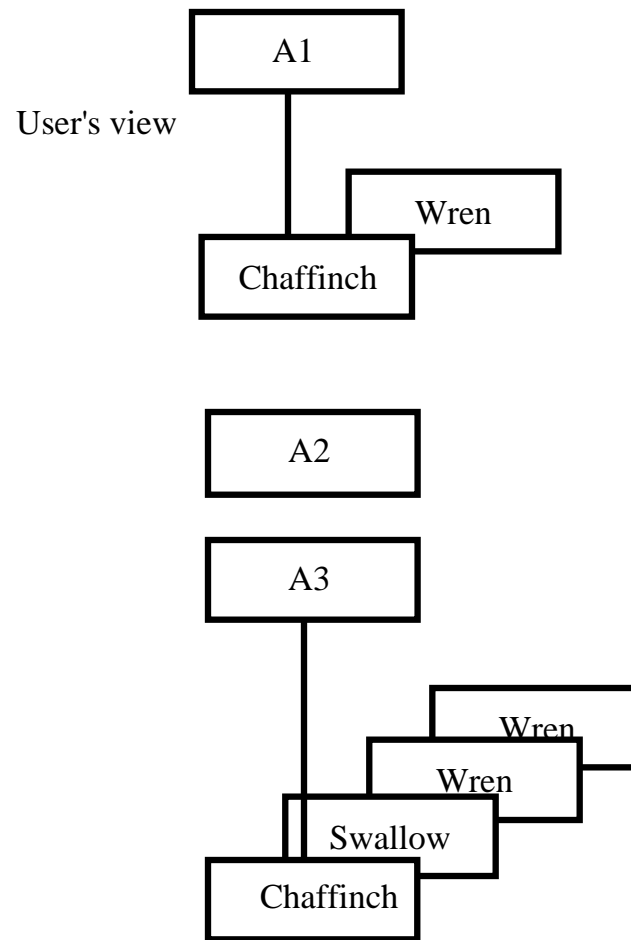 A1
User's view
Wren
Chaffinch
A2
A3
Wren
Wren
Swallow
Chaffinch